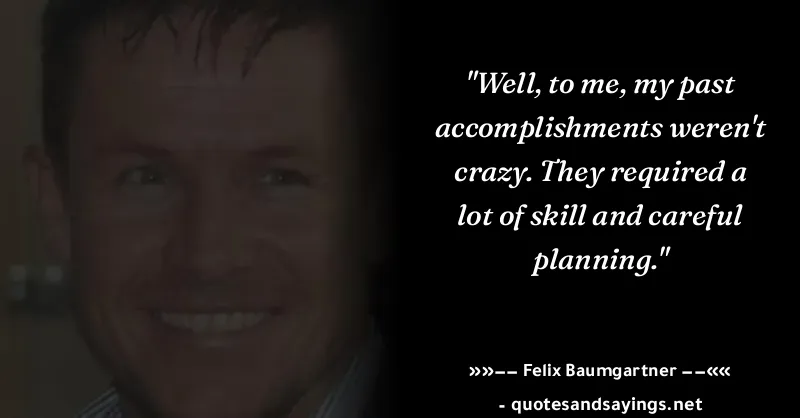 "Well, to me, my past
accomplishments weren't
crazy. They required a
lot of skill and careful
planning."
»»−− Felix Baumgartner −−««
- quotesandsayings.net